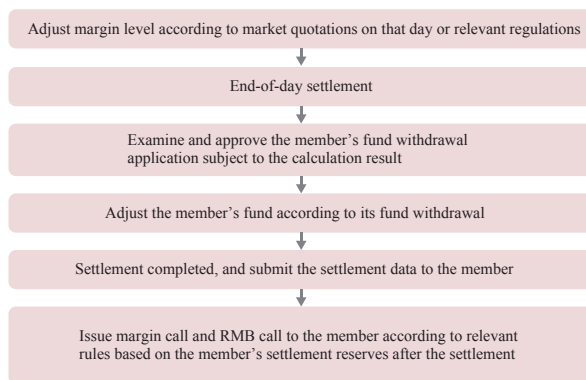 Adjust margin level according to market quotations on that day or relevant regulations
End-of-day settlement
Examine and approve the member's fund withdrawal
application subject to the calculation result
Adjust the member's fund according to its fund withdrawal
Settlement completed, and submit the settlement data to the member
Issue margin call and RMB call to the member according to relevant
rules based on the member's settlement reserves after the settlement